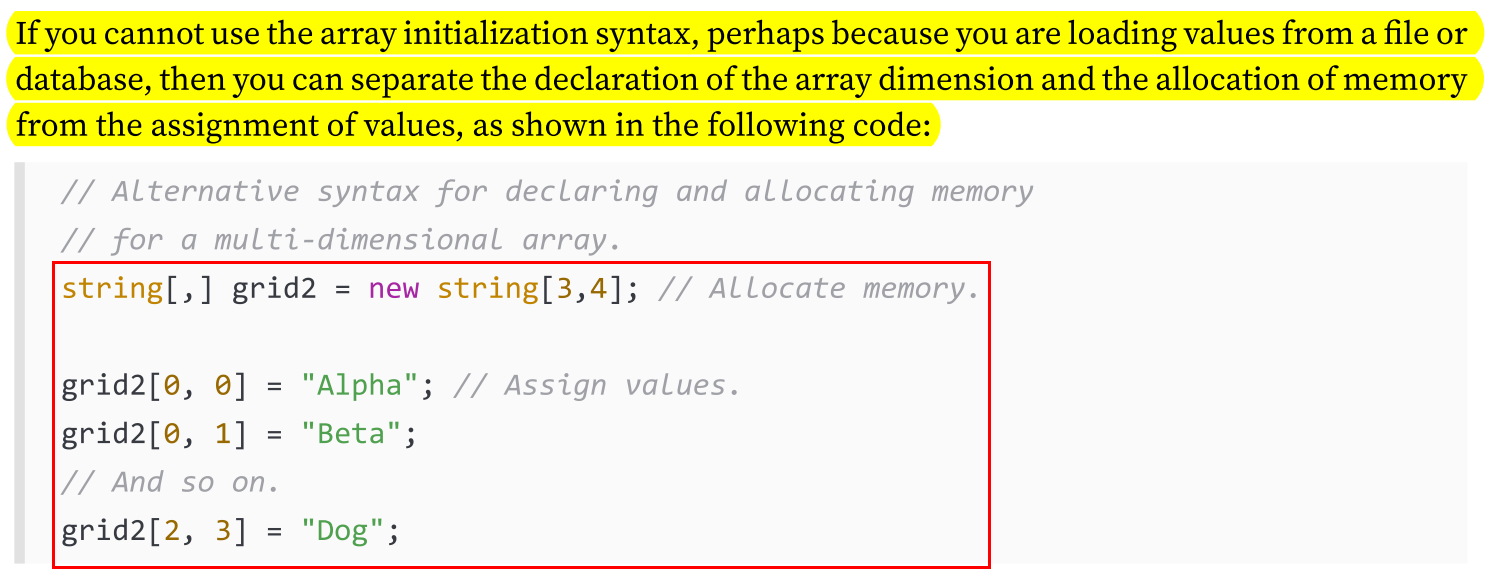 If you cannot use the array initialization syntax, perhaps because you are loading values from a file or
database, then you can separate the declaration of the array dimension and the allocation of memory
from the assignment of values, as shown in the following code:
// Alternative syntax for declaring and allocating memory
// for a multi-dimensional array.
string[,] grid2 = new string[3,4]; // Allocate memory.
grid2[0, 0] = "Alpha"; // Assign values.
grid2[0, 1] = "Beta";
// And so on.
grid2[2, 3] = "Dog";